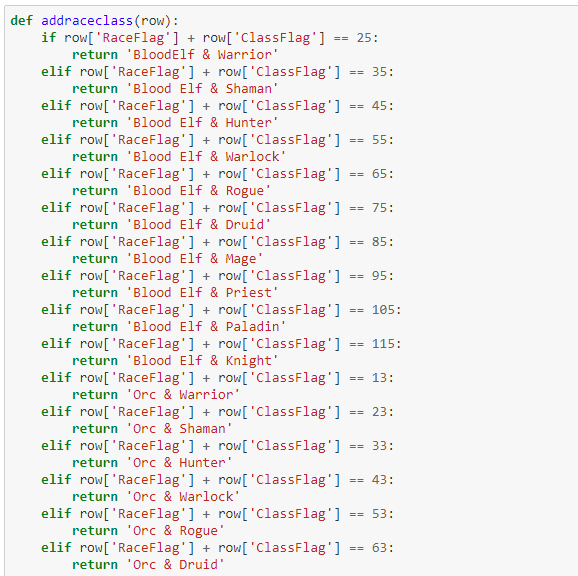 def addraceclass(row):
    if row['RaceFlag'] + row['ClassFlag'] == 25:
        return 'BloodElf & Warrior'
    elif row['RaceFlag'] + row['ClassFlag'] == 35:
        return 'Blood Elf & Shaman'
    elif row['RaceFlag'] + row['ClassFlag'] == 45:
        return 'Blood Elf & Hunter'
    elif row['RaceFlag'] + row['ClassFlag'] == 55:
        return 'Blood Elf & Warlock'
    elif row['RaceFlag'] + row['ClassFlag'] == 65:
        return 'Blood Elf & Rogue'
    elif row['RaceFlag'] + row['ClassFlag'] == 75:
        return 'Blood Elf & Druid'
    elif row['RaceFlag'] + row['ClassFlag'] == 85:
        return 'Blood Elf & Mage'
    elif row['RaceFlag'] + row['ClassFlag'] == 95:
        return 'Blood Elf & Priest'
    elif row['RaceFlag'] + row['ClassFlag'] == 105:
        return 'Blood Elf & Paladin'
    elif row['RaceFlag'] + row['ClassFlag'] == 115:
        return 'Blood Elf & Knight'
    elif row['RaceFlag'] + row['ClassFlag'] == 13:
        return 'Orc & Warrior'
    elif row['RaceFlag'] + row['ClassFlag'] == 23:
        return 'Orc & Shaman'
    elif row['RaceFlag'] + row['ClassFlag'] == 33:
        return 'Orc & Hunter'
    elif row['RaceFlag'] + row['ClassFlag'] == 43:
        return 'Orc & Warlock'
    elif row['RaceFlag'] + row['ClassFlag'] == 53:
        return 'Orc & Rogue'
    elif row['RaceFlag'] + row['ClassFlag'] == 63:
        return 'Orc & Druid'